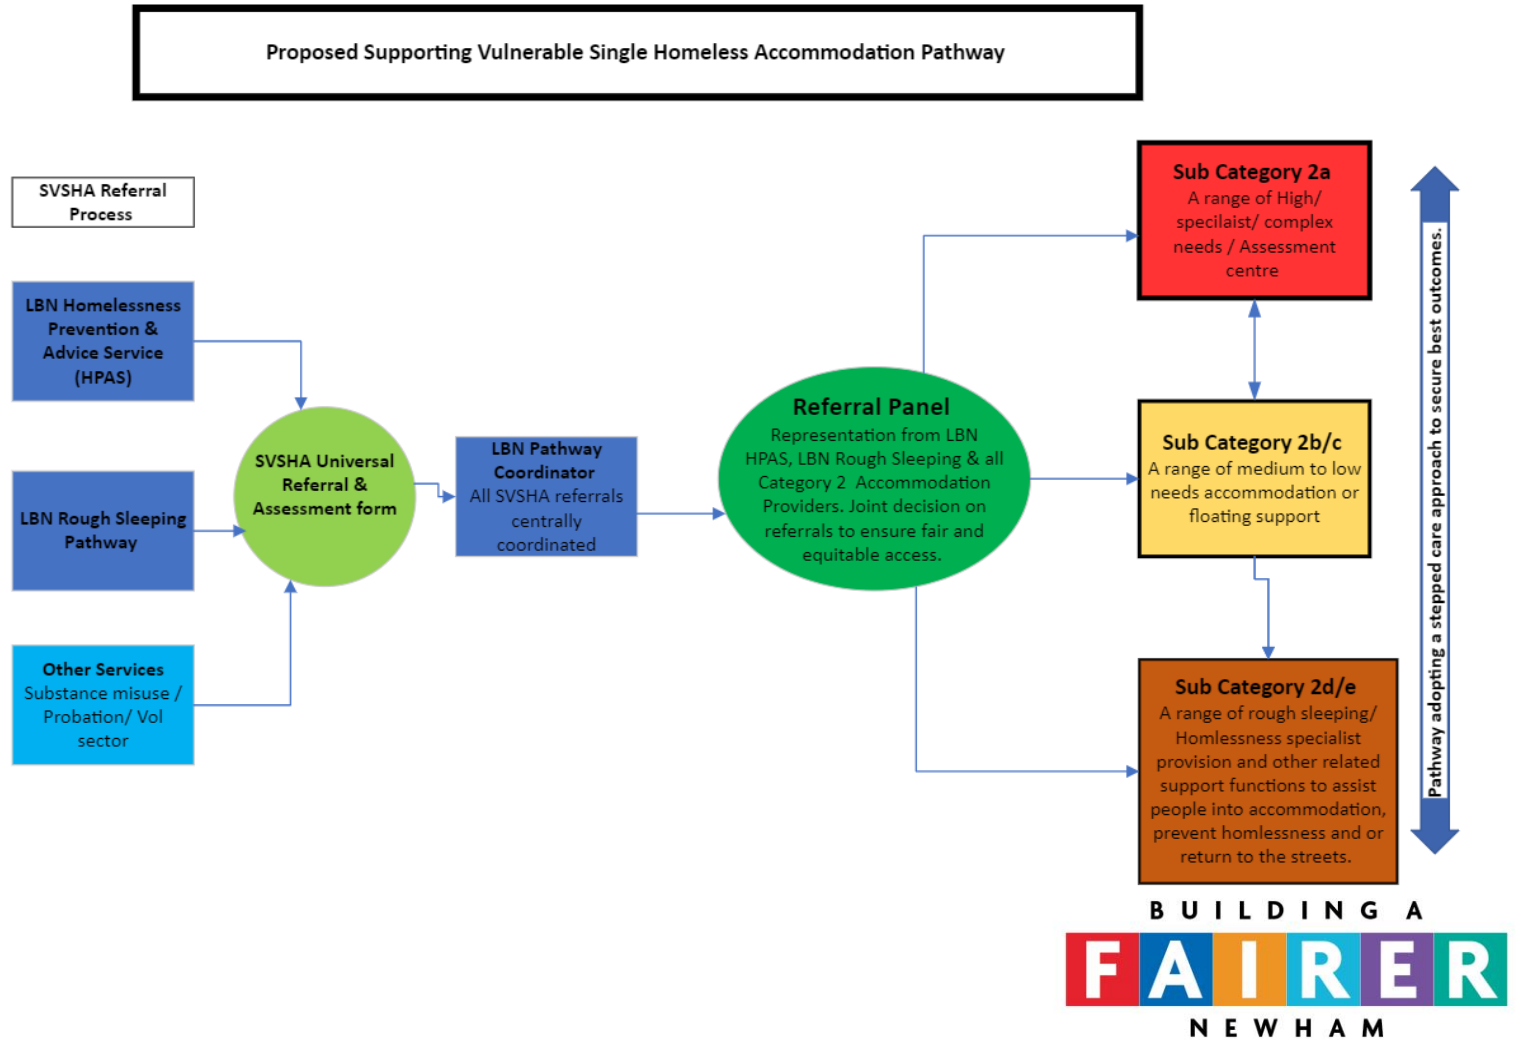 Proposed Supporting Vulnerable Single Homeless Accommodation Pathway
SVSHA Referral
Process
LBN Homelessness
Prevention &
Advice Service
(HPAS)
LBN Rough Sleeping
Pathway
Other Services
Substance misuse /
Probation/ Vol
sector
SVSHA Universal
Referral &
Assessment form
LBN Pathway
Coordinator
All SVSHA referrals
centrally
coordinated
Referral Panel
Representation from LBN
HPAS, LBN Rough Sleeping & all
Category 2 Accommodation
Providers. Joint decision on
referrals to ensure fair and
equitable access.
Sub Category 2a
A range of High/
specilaist/ complex
needs / Assessment
centre
Sub Category 2b/c
A range of medium to low
needs accommodation or
floating support
Sub Category 2d/e
A range of rough sleeping/
Homlessness specialist
provision and other related
support functions to assist
people into accommodation,
prevent homlessness and or
return to the streets.
Pathway adopting a stepped care approach to secure best outcomes.
BUILDING A
FAIRER
NEWHAM